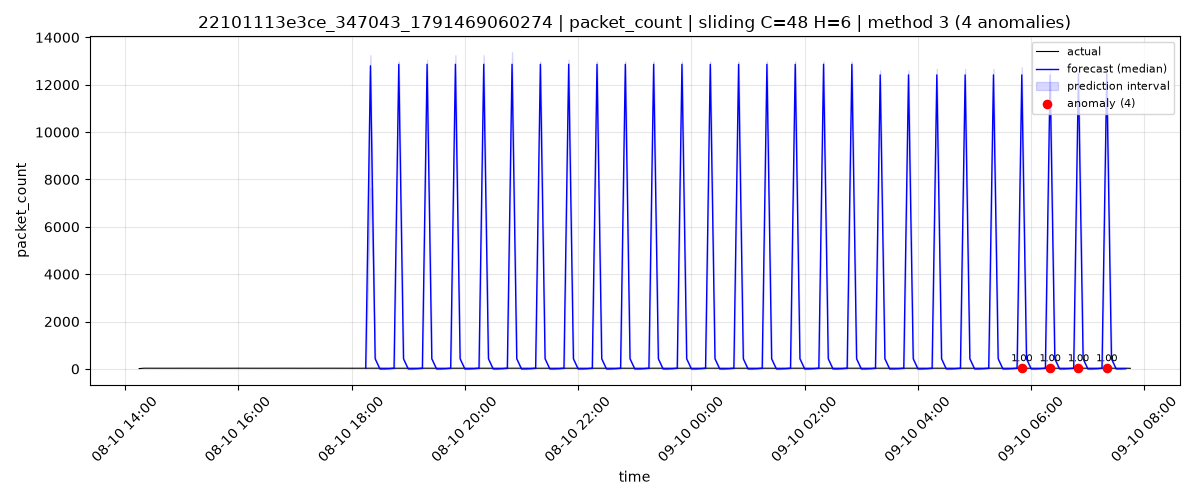 22101113e3ce_347043_1791469060274 | packet_count | sliding C=48 H=6 | method 3 (4 anomalies)
packet_count
14000
12000
10000
8000
6000
4000
2000
0
actual
forecast (median)
prediction interval
anomaly (4)
1.00 1.00 1.00 1.00
08-10 14:00 08-10 16:00 08-10 18:00 08-10 20:00 08-10 22:00 09-10 00:00 09-10 02:00 09-10 04:00 09-10 06:00 09-10 08:00
time